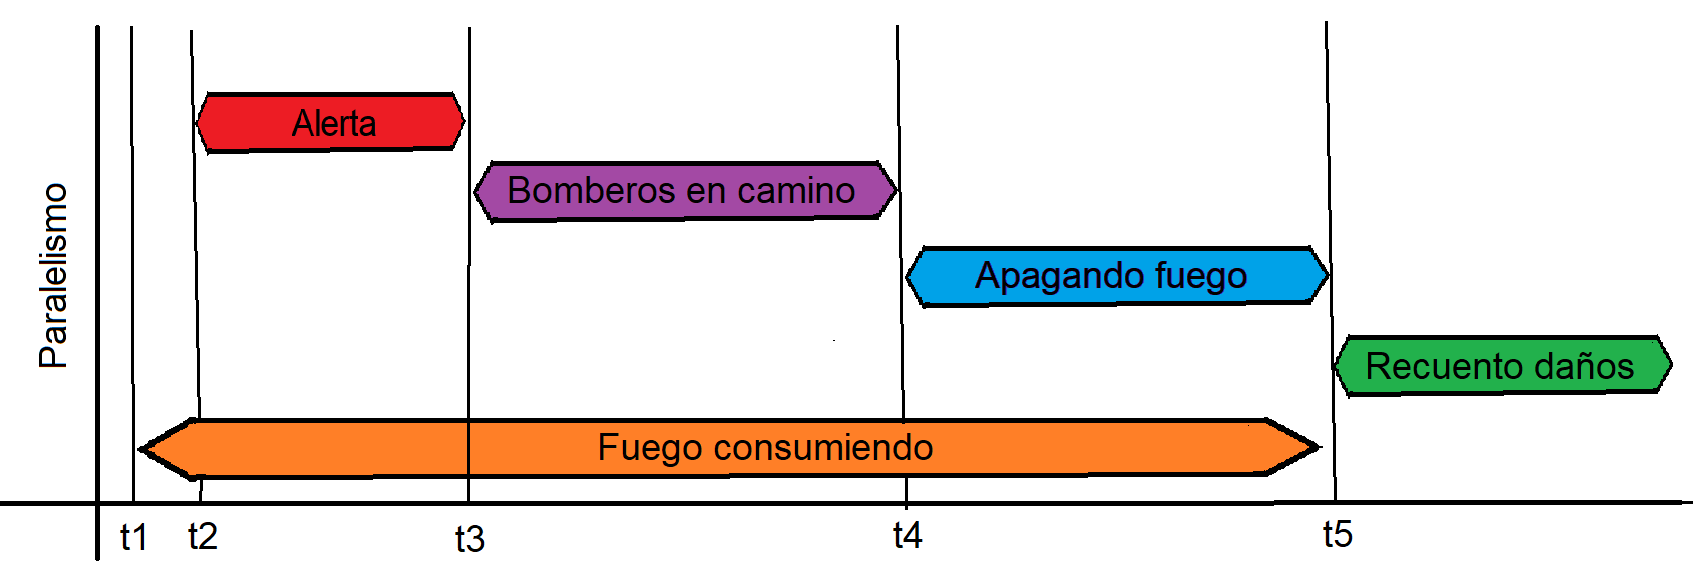 Alerta
Bomberos en camino
Apagando fuego
Recuento daños
Fuego consumiendo
Paralelismo
t1 t2 t3 t4 t5